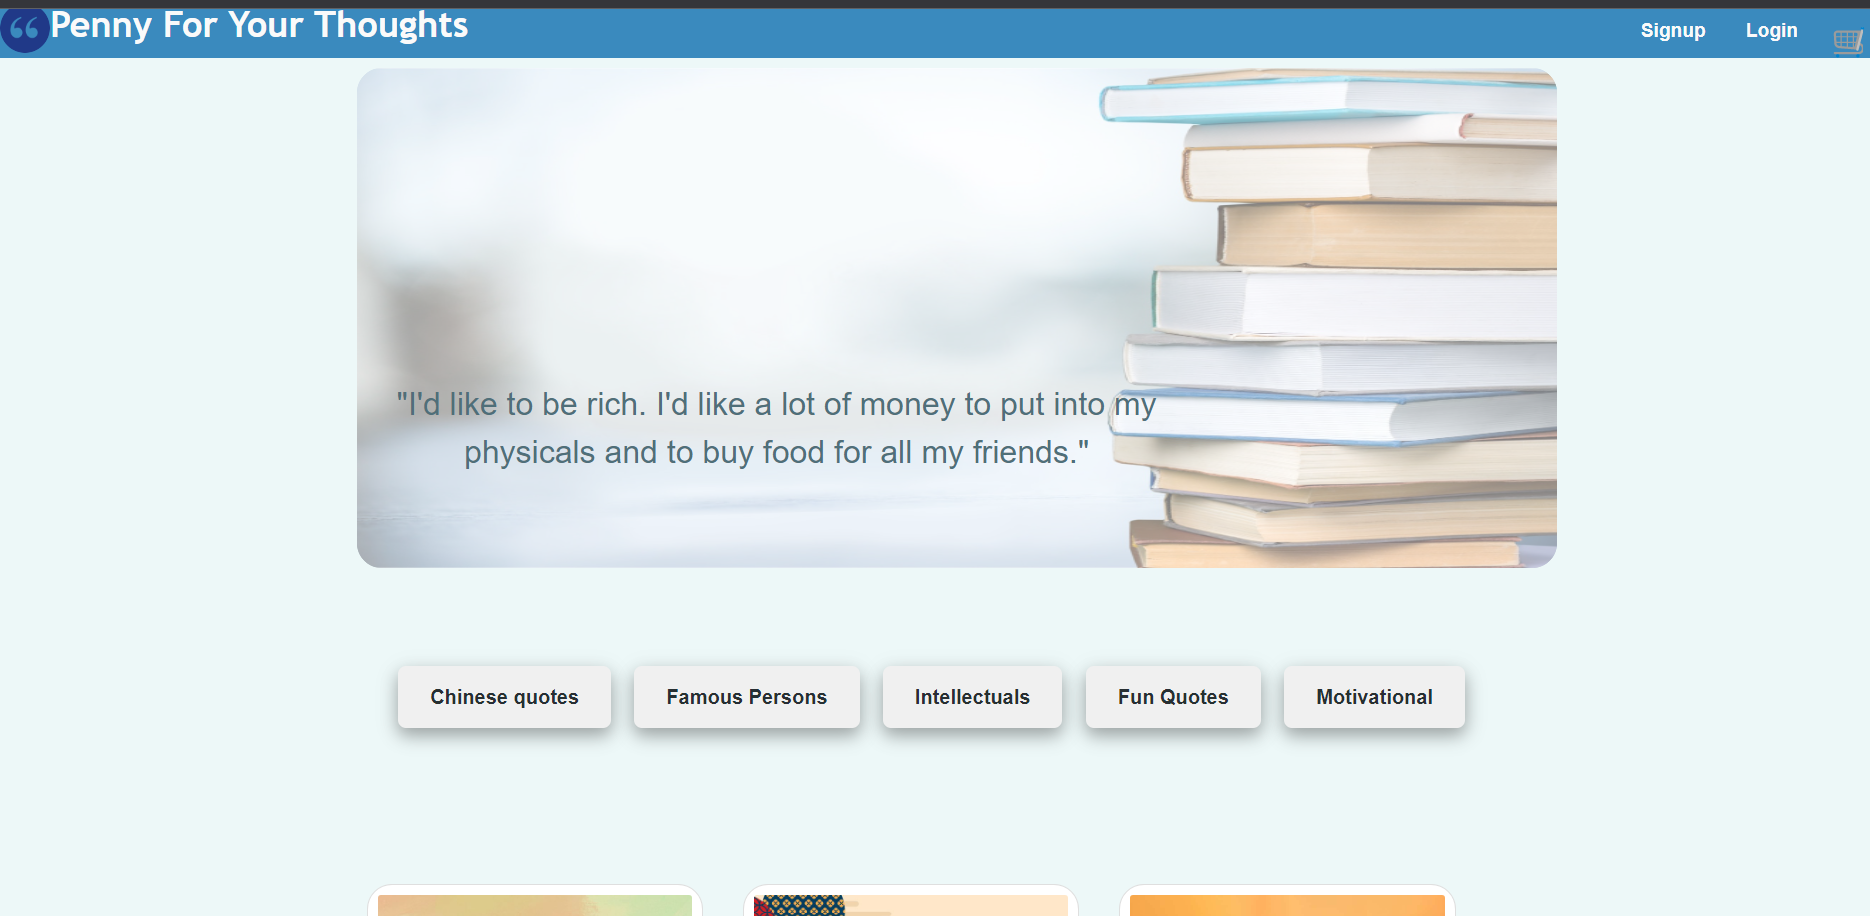 Penny For Your Thoughts
Signup
Login
"I'd like to be rich. I'd like a lot of money to put into my
physicals and to buy food for all my friends."
Chinese quotes
Famous Persons
Intellectuals
Fun Quotes
Motivational